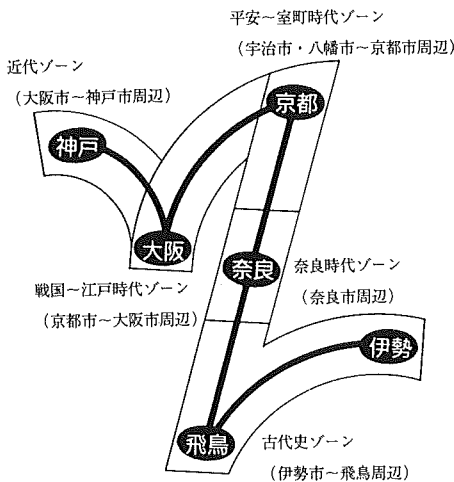 平安〜室町時代ゾーン
(宇治市・八幡市〜京都市周辺)
近代ゾーン
(大阪市〜神戸市周辺)
京都
神戸
大阪
奈良
奈良時代ゾーン
(奈良市周辺)
戦国〜江戸時代ゾーン
(京都市〜大阪市周辺)
伊勢
飛鳥
古代史ゾーン
(伊勢市〜飛鳥周辺)